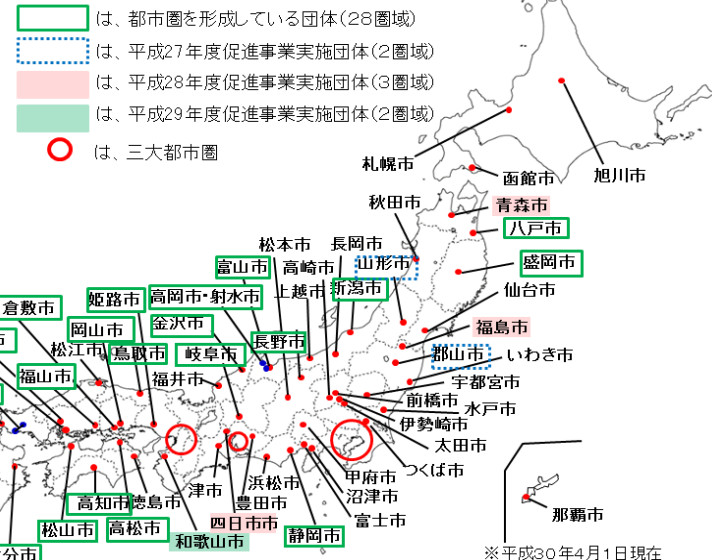 は、都市圏を形成している団体(28圏域)
は、平成27年度促進事業実施団体(2圏域)
は、平成28年度促進事業実施団体(3圏域)
は、平成29年度促進事業実施団体(2圏域)
は、三大都市圏
札幌市
旭川市
函館市
秋田市
青森市
八戸市
松本市
長岡市
富山市
高崎市
山形市
盛岡市
倉敷市
姫路市
高岡市・射水市
上越市
新潟市
仙台市
岡山市
金沢市
福島市
市
松江市
鳥取市
岐阜市
長野市
郡山市
いわき市
福山市
福井市
宇都宮市
前橋市
水戸市
伊勢崎市
太田市
つくば市
甲府市
津市
浜松市
沼津市
高知市
徳島市
豊田市
富士市
那覇市
松山市
高松市
四日市市
静岡市
和歌山市
分市
※平成30年4月1日現在